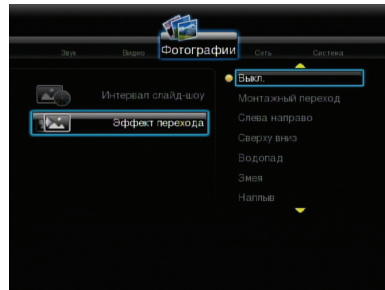 Звук Видео Фотографии Сеть Система
Интервал слайд-шоу
Эффект перехода
Выкл.
Монтажный переход
Слева направо
Сверху вниз
Водопад
Змея
Наплыв